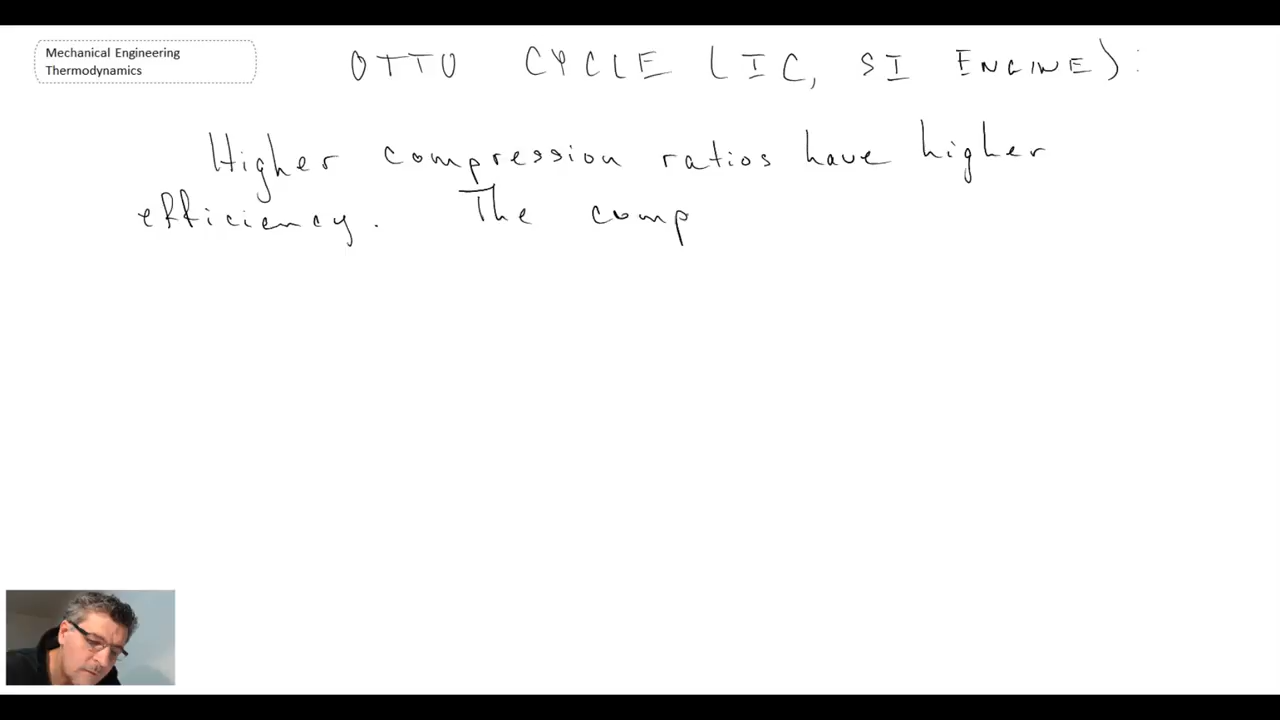 Mechanical Engineering
Thermodynamics
OTTO CYCLE (IC, SI ENGINE):
Higher compression ratios have higher
efficiency. The comp